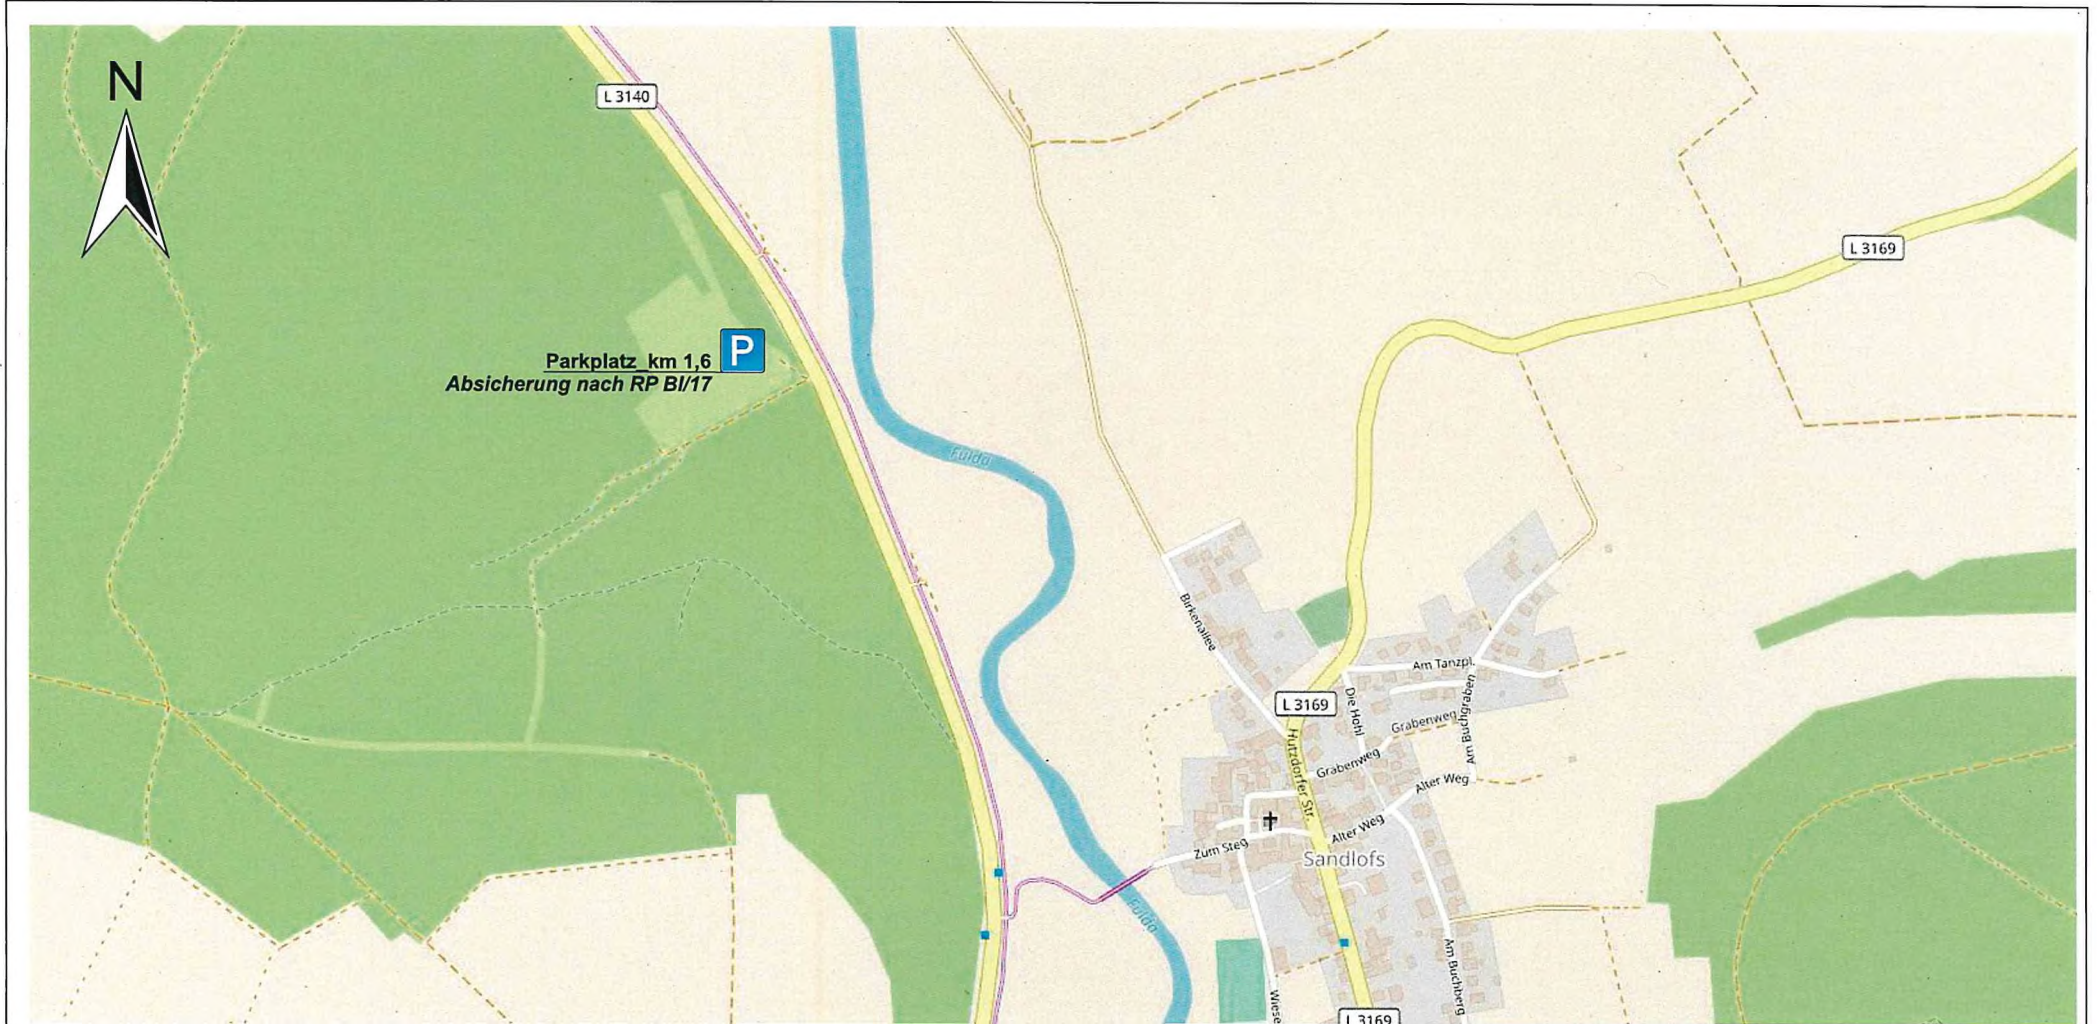 N
L 3140
L 3169
Parkplatz_km 1,6
P
Absicherung nach RP BI/17
Fulda
Birkenallee
Am Tanzpl.
L 3169
Die Hohl
Grabenweg
Am Buchgraben
Hutzdorfer Str.
Grabenweg
Alter Weg
Alter Weg
Zum Steg
Sandlofs
Fulda
Am Buchberg
Wiese
L 3169